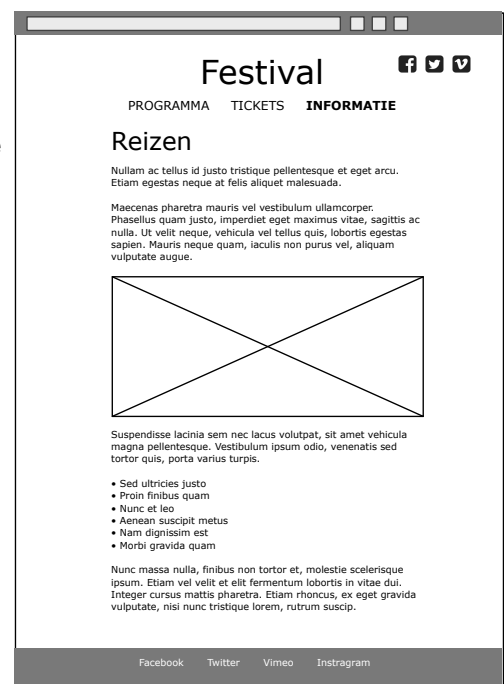 Festival
PROGRAMMA TICKETS INFORMATIE
Reizen
Nullam ac tellus id justo tristique pellentesque et eget arcu.
Etiam egestas neque at felis aliquet malesuada.
Maecenas pharetra mauris vel vestibulum ullamcorper.
Phasellus quam justo, imperdiet eget maximus vitae, sagittis ac
nulla. Ut velit neque, vehicula vel tellus quis, lobortis egestas
sapien. Mauris neque quam, iaculis non purus vel, aliquam
vulputate augue.
Suspendisse lacinia sem nec lacus volutpat, sit amet vehicula
magna pellentesque. Vestibulum ipsum odio, venenatis sed
tortor quis, porta varius turpis.
• Sed ultricies justo
• Proin finibus quam
• Nunc et leo
• Aenean suscipit metus
• Nam dignissim est
• Morbi gravida quam
Nunc massa nulla, finibus non tortor et, molestie scelerisque
ipsum. Etiam vel velit et elit fermentum lobortis in vitae dui.
Integer cursus mattis pharetra. Etiam rhoncus, ex eget gravida
vulputate, nisi nunc tristique lorem, rutrum suscip.
Facebook Twitter Vimeo Instragram